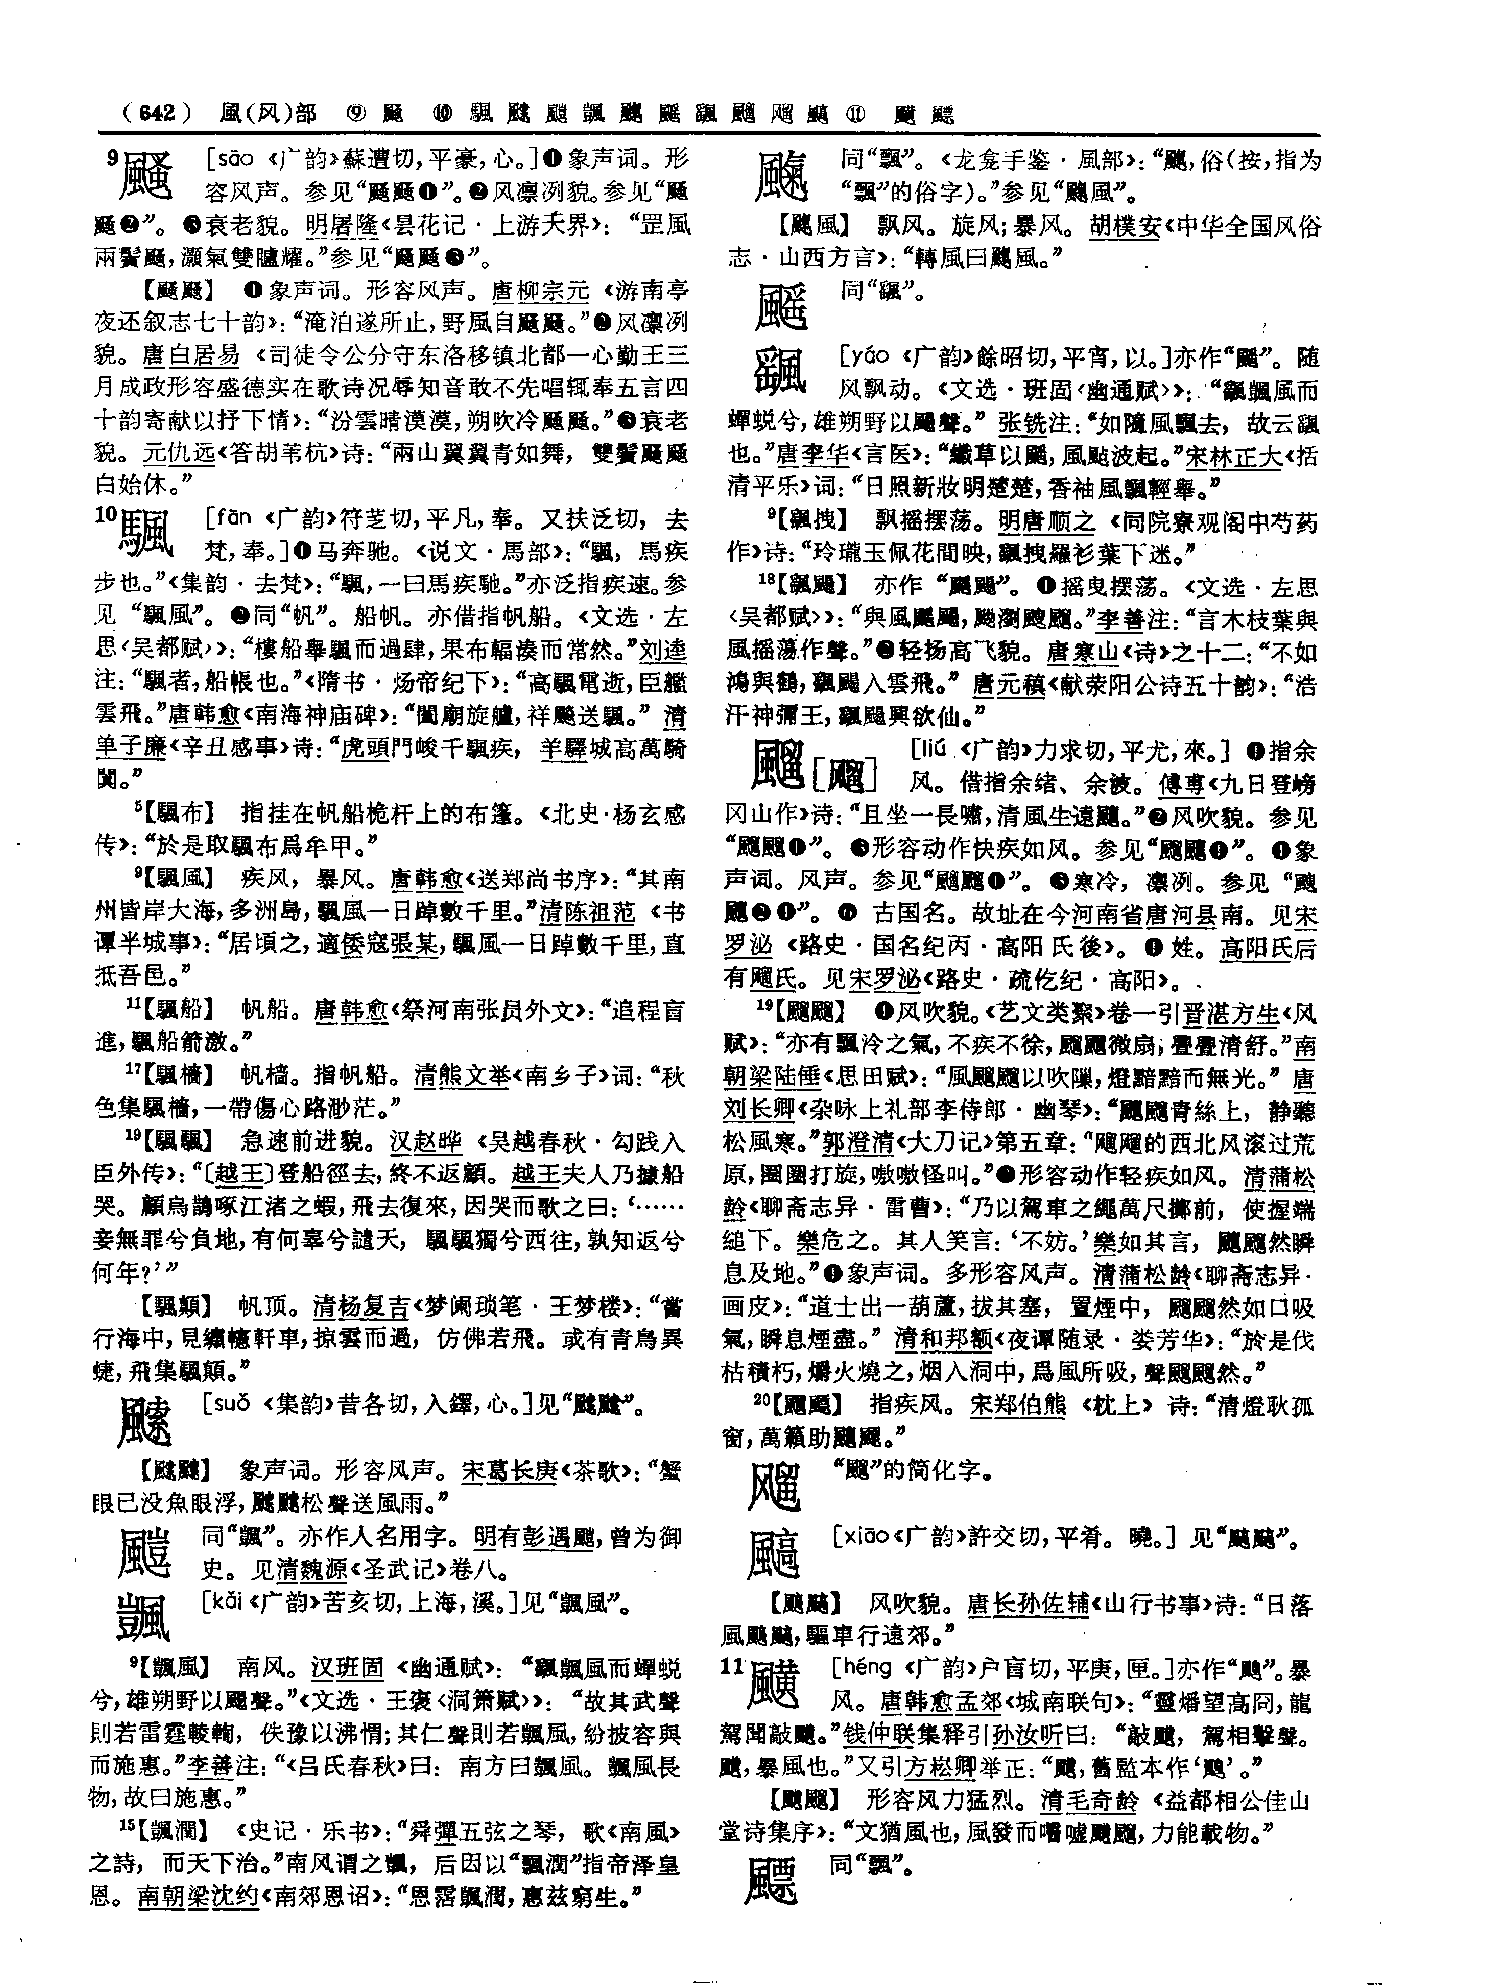 (642) 風(风)部 ⑨ 颾 ⑩ 颿 颽 颻 飀 飗 ⑪ 飃
9颾 [sāo《广韵》蘇遭切,平豪,心。]❶象声词。形
容风声。参见“颾颾❶”。❷风凛冽貌。参见“颾
颾❷”。❸衰老貌。明屠隆《昙花记·上游天界》:“罡風
兩鬢颾,灝氣雙瞳耀。”参见“颾颾❸”。
【颾颾】 ❶象声词。形容风声。唐柳宗元《游南亭
夜还叙志七十韵》:“淹泊遂所止,野風自颾颾。”❷风凛冽
貌。唐白居易《司徒令公分守东洛移镇北都一心勤王三
月成政形容盛德实在歌诗况辱知音敢不先唱辄奉五言四
十韵寄献以抒下情》:“汾雲晴漠漠,朔吹冷颾颾。”❸衰老
貌。元仇远《答胡苇杭》诗:“兩山翼翼青如舞,雙鬢颾颾
白始休。”
10颿 [fān《广韵》符芝切,平凡,奉。又扶泛切,去
梵,奉。]❶马奔驰。《说文·馬部》:“颿,馬疾
步也。”《集韵·去梵》:“颿,一曰馬疾馳。”亦泛指疾速。参
见“颿風”。❷同“帆”。船帆。亦借指帆船。《文选·左
思〈吴都赋〉》:“樓船舉颿而過肆,果布輻湊而常然。”刘逵
注:“颿者,船帳也。”《隋书·炀帝纪下》:“高颿電逝,巨艦
雲飛。”唐韩愈《南海神庙碑》:“闔廟旋艫,祥飈送颿。”清
单子廉《辛丑感事》诗:“虎頭門峻千颿疾,羊驛城高萬騎
闐。”
⁵【颿布】 指挂在帆船桅杆上的布篷。《北史·杨玄感
传》:“於是取颿布爲牟甲。”
⁹【颿風】 疾风,暴风。唐韩愈《送郑尚书序》:“其南
州皆岸大海,多洲島,颿風一日踔數千里。”清陈祖范《书
谭半城事》:“居頃之,適倭寇張某,颿風一日踔數千里,直
抵吾邑。”
¹¹【颿船】 帆船。唐韩愈《祭河南张员外文》:“追程盲
進,颿船箭激。”
¹⁷【颿檣】 帆樯。指帆船。清熊文举《南乡子》词:“秋
色集颿檣,一帶傷心路渺茫。”
¹⁹【颿颿】 急速前进貌。汉赵晔《吴越春秋·勾践入
臣外传》:“〔越王〕登船徑去,終不返顧。越王夫人乃據船
哭。顧烏鵲啄江渚之蝦,飛去復來,因哭而歌之曰:‘……
妾無罪兮負地,有何辜兮譴天,颿颿獨兮西往,孰知返兮
何年?’”
【颿顛】 帆顶。清杨复吉《梦阑琐笔·王梦楼》:“嘗
行海中,見繡幰軒車,掠雲而過,仿佛若飛。或有青鳥異
蜨,飛集颿顛。”
[suǒ《集韵》昔各切,入鐸,心。]见“ ”。
【 】 象声词。形容风声。宋葛长庚《茶歌》:“蟹
眼已没魚眼浮, 松聲送風雨。”
同“颽”。亦作人名用字。明有彭遇颽,曾为御
史。见清魏源《圣武记》卷八。
颽 [kǎi《广韵》苦亥切,上海,溪。]见“颽風”。
⁹【颽風】 南风。汉班固《幽通赋》:“颻颽風而蟬蜕
兮,雄朔野以颺聲。”《文选·王褒〈洞箫赋〉》:“故其武聲
則若雷霆輘輷,佚豫以沸㥜;其仁聲則若颽風,紛披容與
而施惠。”李善注:“《吕氏春秋》曰:南方曰颽風。颽風長
物,故曰施惠。”
¹⁵【颽潤】《史记·乐书》:“舜彈五弦之琴,歌《南風》
之詩,而天下治。”南风谓之颽,后因以“颽潤”指帝泽皇
恩。南朝梁沈约《南郊恩诏》:“恩霑颽潤,惠兹窮生。”
同“飘”。《龙龛手鉴·風部》:“ ,俗(按,指为
“飘”的俗字)。”参见“ 風”。
【 風】 飘风。旋风;暴风。胡樸安《中华全国风俗
志·山西方言》:“轉風曰 風。”
同“颻”。
颻 [yáo《广韵》餘昭切,平宵,以。]亦作“ ”。随
风飘动。《文选·班固〈幽通赋〉》:“颻颽風而
蟬蜕兮,雄朔野以颺聲。”张铣注:“如隨風飄去,故云颻
也。”唐李华《言医》:“纖草以 ,風颭波起。”宋林正大《括
清平乐》词:“日照新妝明楚楚,香袖風颻輕舉。”
⁹【颻拽】 飘摇摆荡。明唐顺之《同院寮观阁中芍药
作》诗:“玲瓏玉佩花間映,颻拽羅衫葉下迷。”
¹⁸【颻颺】 亦作“ 颺”。❶摇曳摆荡。《文选·左思
〈吴都赋〉》:“與風颻颺,飋瀏颼飀。”李善注:“言木枝葉與
風摇蕩作聲。”❷轻扬高飞貌。唐寒山《诗》之十二:“不如
鴻與鶴,颻颺入雲飛。”唐元稹《献荥阳公诗五十韵》:“浩
汗神彌王,颻颺興欲仙。”
飀[飗] [liú《广韵》力求切,平尤,來。] ❶指余
风。借指余绪、余波。傅尃《九日登崂
冈山作》诗:“且坐一長嘯,清風生遠飀。”❷风吹貌。参见
“飀飀❶”。❸形容动作快疾如风。参见“飀飀❷”。❹象
声词。风声。参见“飀飀❸”。❺寒冷,凛冽。参见“颼
飀❷❹”。❻ 古国名。故址在今河南省唐河县南。见宋
罗泌《路史·国名纪丙·高阳氏後》。❼姓。高阳氏后
有飀氏。见宋罗泌《路史·疏仡纪·高阳》。
¹⁹【飀飀】 ❶风吹貌。《艺文类聚》卷一引晋湛方生《风
赋》:“亦有飄泠之氣,不疾不徐,飀飀微扇,亹亹清舒。”南
朝梁陆倕《思田赋》:“風飀飀以吹隙,燈黯黯而無光。”唐
刘长卿《杂咏上礼部李侍郎·幽琴》:“飀飀青絲上,静聽
松風寒。”郭澄清《大刀记》第五章:“飗飗的西北风滚过荒
原,圈圈打旋,嗷嗷怪叫。”❷形容动作轻疾如风。清蒲松
龄《聊斋志异·雷曹》:“乃以駕車之繩萬尺擲前,使握端
縋下。樂危之。其人笑言:‘不妨。’樂如其言,飀飀然瞬
息及地。”❸象声词。多形容风声。清蒲松龄《聊斋志异·
画皮》:“道士出一葫蘆,拔其塞,置煙中,飀飀然如口吸
氣,瞬息煙盡。”清和邦额《夜谭随录·娄芳华》:“於是伐
枯積朽,爝火燒之,烟入洞中,爲風所吸,聲飀飀然。”
²⁰【飀飈】 指疾风。宋郑伯熊《枕上》诗:“清燈耿孤
窗,萬籟助飀飈。”
飗 “飀”的简化字。
[xiāo《广韵》許交切,平肴。曉。] 见“ ”。
【 】 风吹貌。唐长孙佐辅《山行书事》诗:“日落
風 ,驅車行遠郊。”
11 [héng《广韵》户盲切,平庚,匣。]亦作“ ”。暴
风。唐韩愈孟郊《城南联句》:“靈燔望高冏,龍
駕聞敲 。”钱仲联集释引孙汝听曰:“敲 ,駕相擊聲。
 ,暴風也。”又引方崧卿举正:“ ,舊監本作‘ ’。”
【 】 形容风力猛烈。清毛奇龄《益都相公佳山
堂诗集序》:“文猶風也,風發而噌嘘 ,力能載物。”
飃 同“飘”。